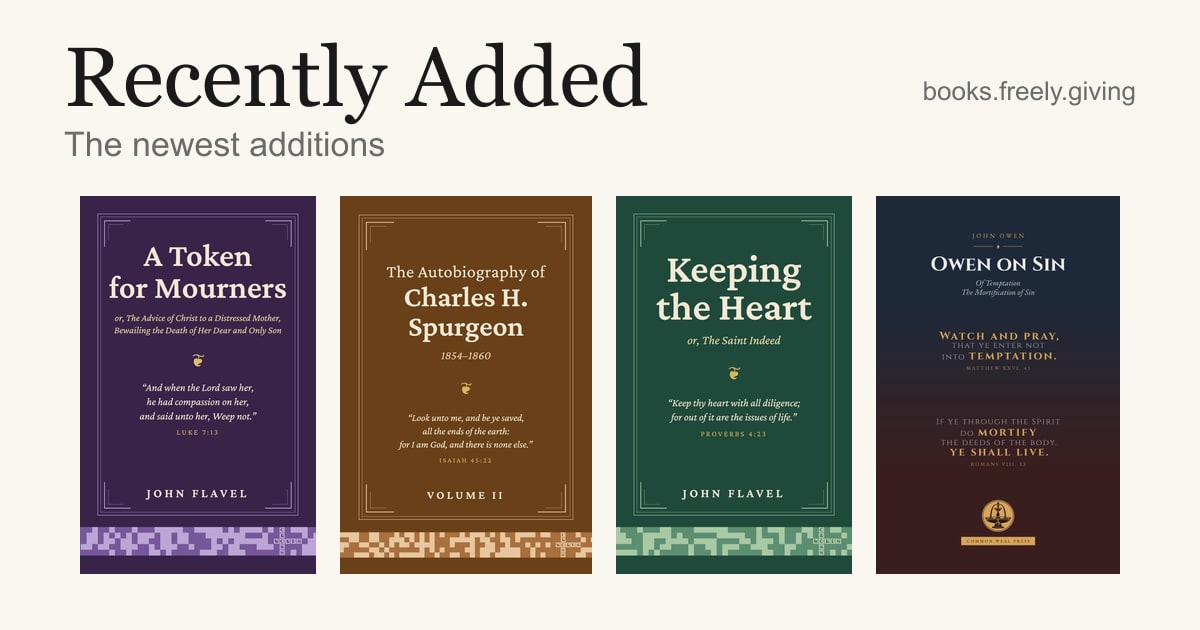 Recently Added
The newest additions
books.freely.giving
A Token
for Mourners
or, The Advice of Christ to a Distressed Mother,
Bewailing the Death of Her Dear and Only Son
“And when the Lord saw her,
he had compassion on her,
and said unto her, Weep not.”
LUKE 7:13
JOHN FLAVEL
The Autobiography of
Charles H.
Spurgeon
1854–1860
“Look unto me, and be ye saved,
all the ends of the earth:
for I am God, and there is none else.”
ISAIAH 45:22
VOLUME II
Keeping
the Heart
or, The Saint Indeed
“Keep thy heart with all diligence;
for out of it are the issues of life.”
PROVERBS 4:23
JOHN FLAVEL
JOHN OWEN
OWEN ON SIN
Of Temptation
The Mortification of Sin
WATCH AND PRAY,
THAT YE ENTER NOT
INTO TEMPTATION.
MATTHEW XXVI. 41
IF YE THROUGH THE SPIRIT
DO MORTIFY
THE DEEDS OF THE BODY,
YE SHALL LIVE.
ROMANS VIII. 13
COMMON WEAL PRESS